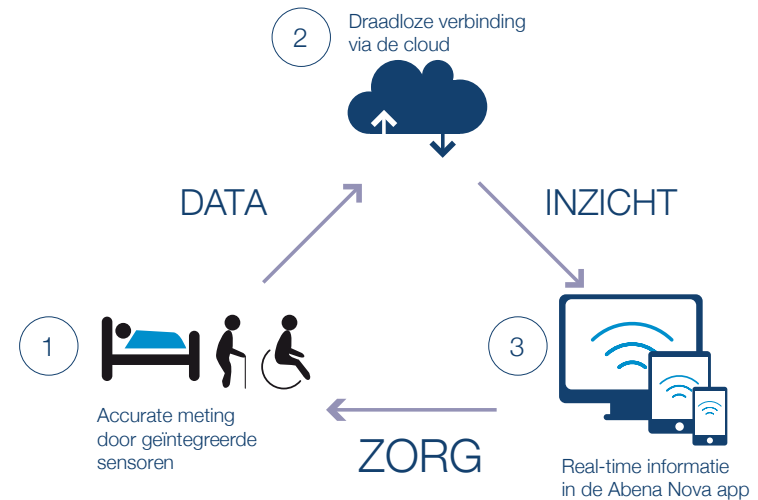 2
Draadloze verbinding
via de cloud
DATA
INZICHT
1
Accurate meting
door geïntegreerde
sensoren
3
ZORG
Real-time informatie
in de Abena Nova app